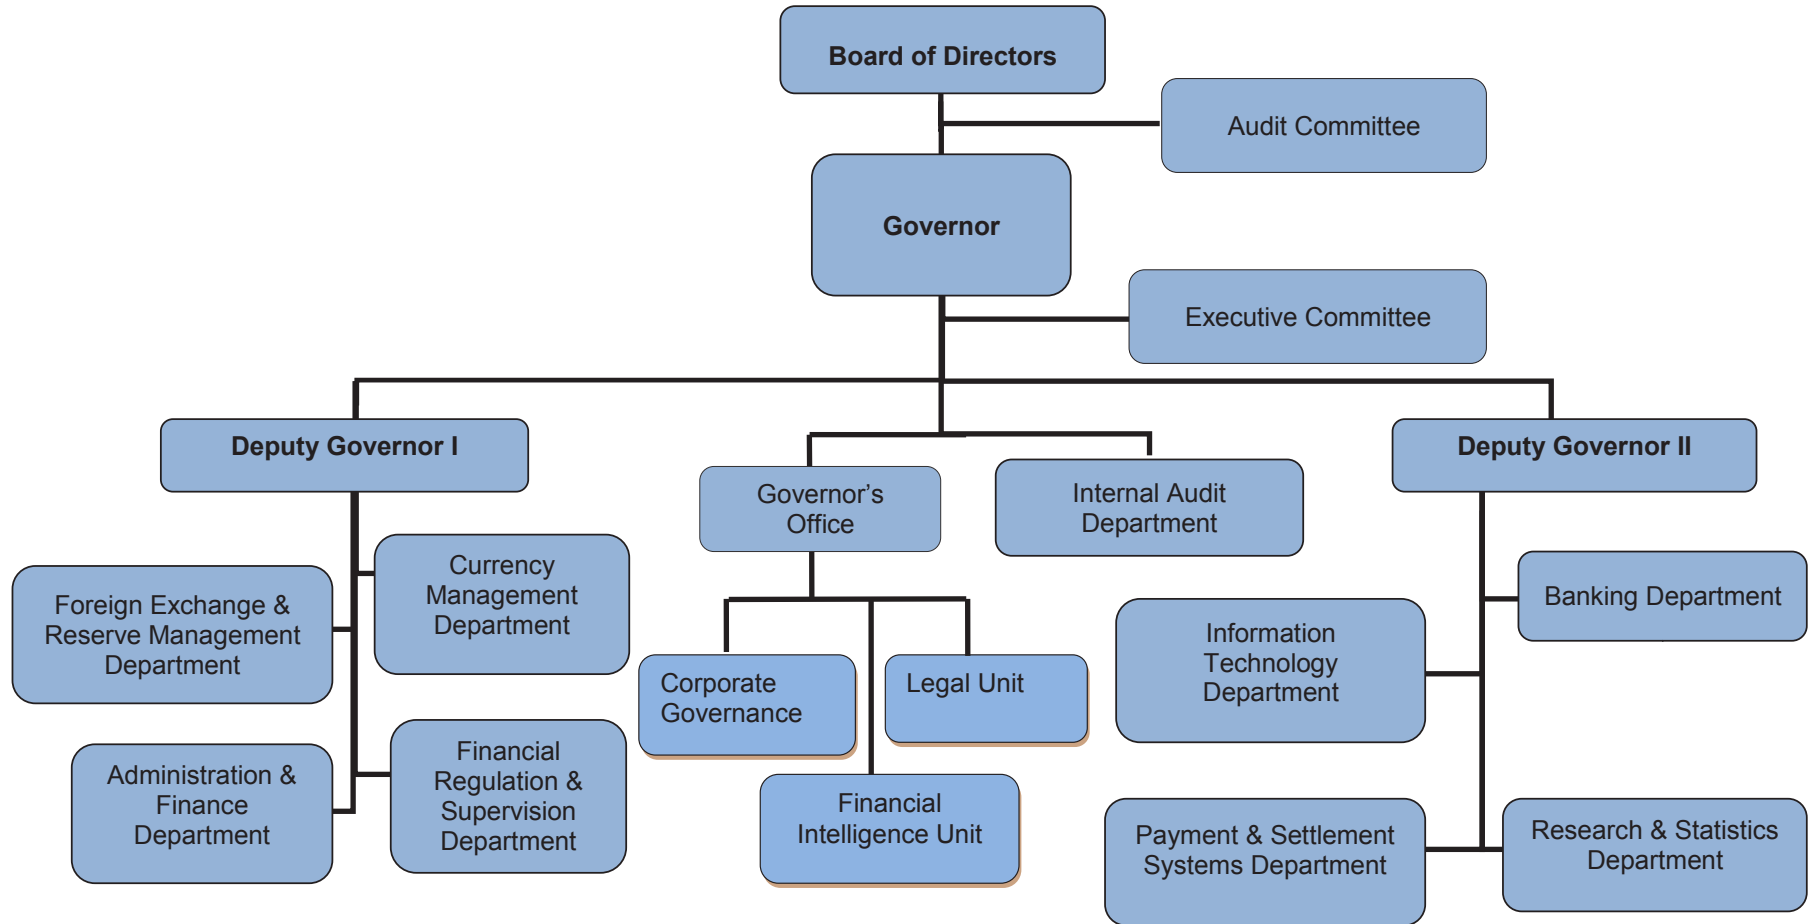 Board of Directors
Audit Committee
Governor
Executive Committee
Deputy Governor I
Deputy Governor II
Governor’s
Office
Internal Audit
Department
Currency
Management
Department
Foreign Exchange &
Reserve Management
Department
Banking Department
Information
Technology
Department
Corporate
Governance
Legal Unit
Administration &
Finance
Department
Financial
Regulation &
Supervision
Department
Financial
Intelligence Unit
Payment & Settlement
Systems Department
Research & Statistics
Department